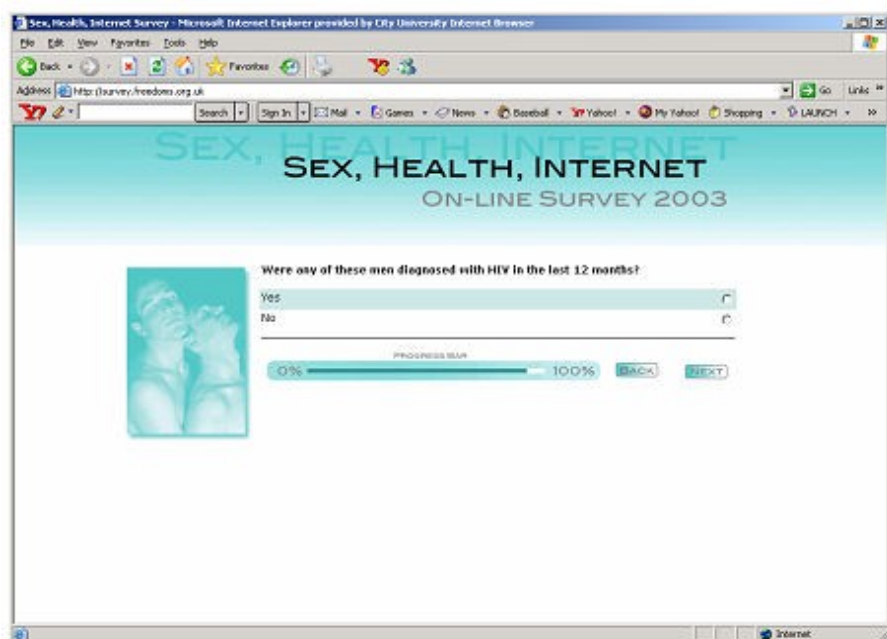 Sex, Health, Internet Survey - Microsoft Internet Explorer provided by City University Internet Browser
File Edit View Favorites Tools Help
Back Favorites
Address http://survey.freedoms.org.uk Go Links »
Search Sign In Mail Games News Baseball Yahoo! My Yahoo! Shopping LAUNCH »
SEX, HEALTH, INTERNET
SEX, HEALTH, INTERNET
ON-LINE SURVEY 2003
Were any of these men diagnosed with HIV in the last 12 months?
Yes
No
PROGRESS BAR
0% 100% BACK NEXT
Internet